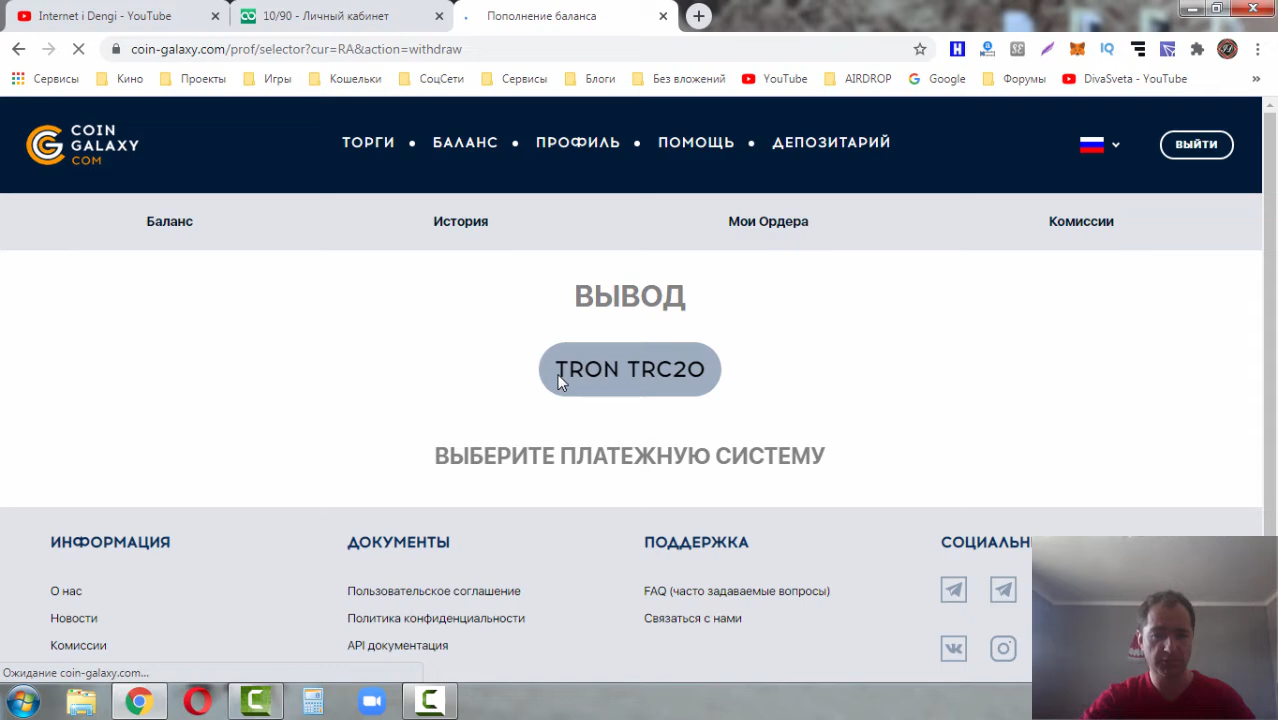 Internet i Dengi - YouTube
10/90 - Личный кабинет
Пополнение баланса
coin-galaxy.com/prof/selector?cur=RA&action=withdraw
Сервисы Кино Проекты Игры Кошельки СоцСети Сервисы Блоги Без вложений YouTube AIRDROP Google Форумы DivaSveta - YouTube »
COIN
GALAXY
COM
ТОРГИ • БАЛАНС • ПРОФИЛЬ • ПОМОЩЬ • ДЕПОЗИТАРИЙ
ВЫЙТИ
Баланс История Мои Ордера Комиссии
ВЫВОД
TRON TRC20
ВЫБЕРИТЕ ПЛАТЕЖНУЮ СИСТЕМУ
ИНФОРМАЦИЯ
О нас
Новости
Комиссии
ДОКУМЕНТЫ
Пользовательское соглашение
Политика конфиденциальности
API документация
ПОДДЕРЖКА
FAQ (часто задаваемые вопросы)
Связаться с нами
СОЦИАЛЬН
Ожидание coin-galaxy.com...